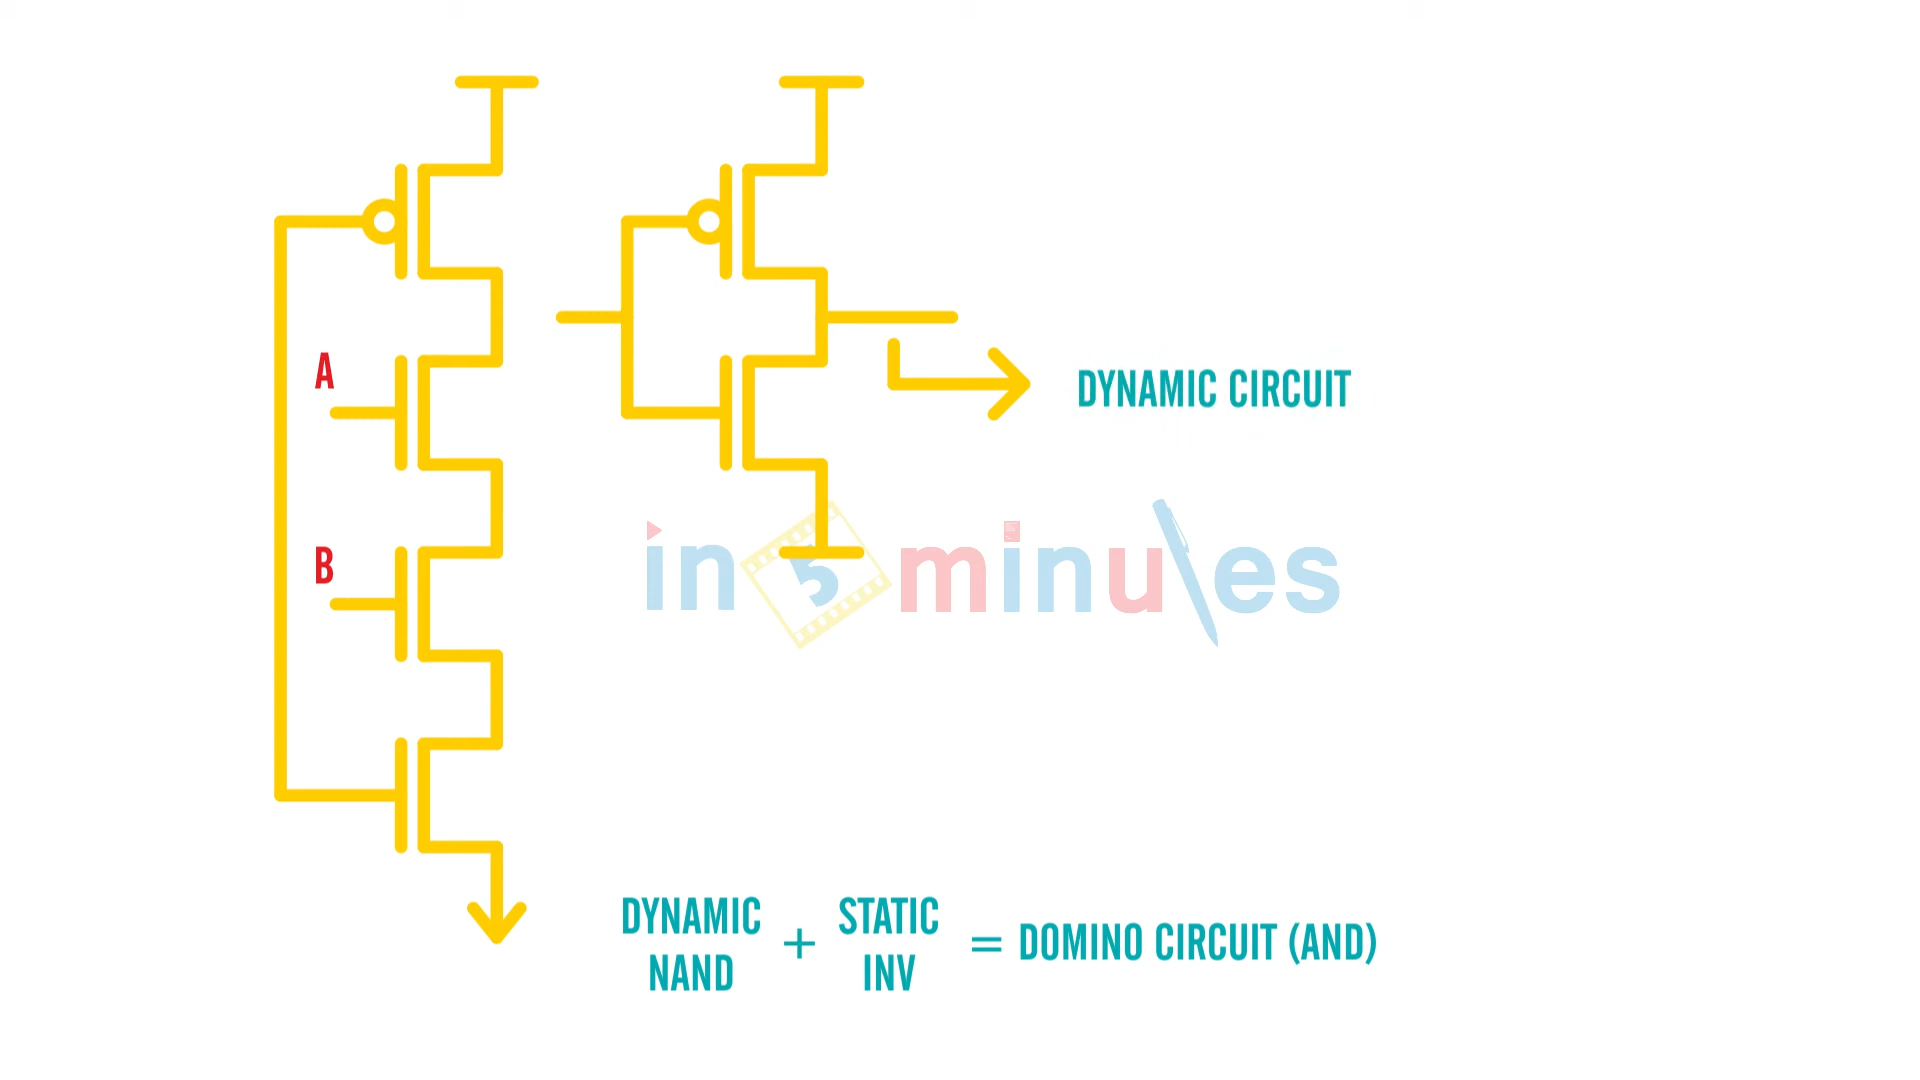 A
DYNAMIC CIRCUIT
in 5 minutes
B
DYNAMIC NAND + STATIC INV = DOMINO CIRCUIT (AND)